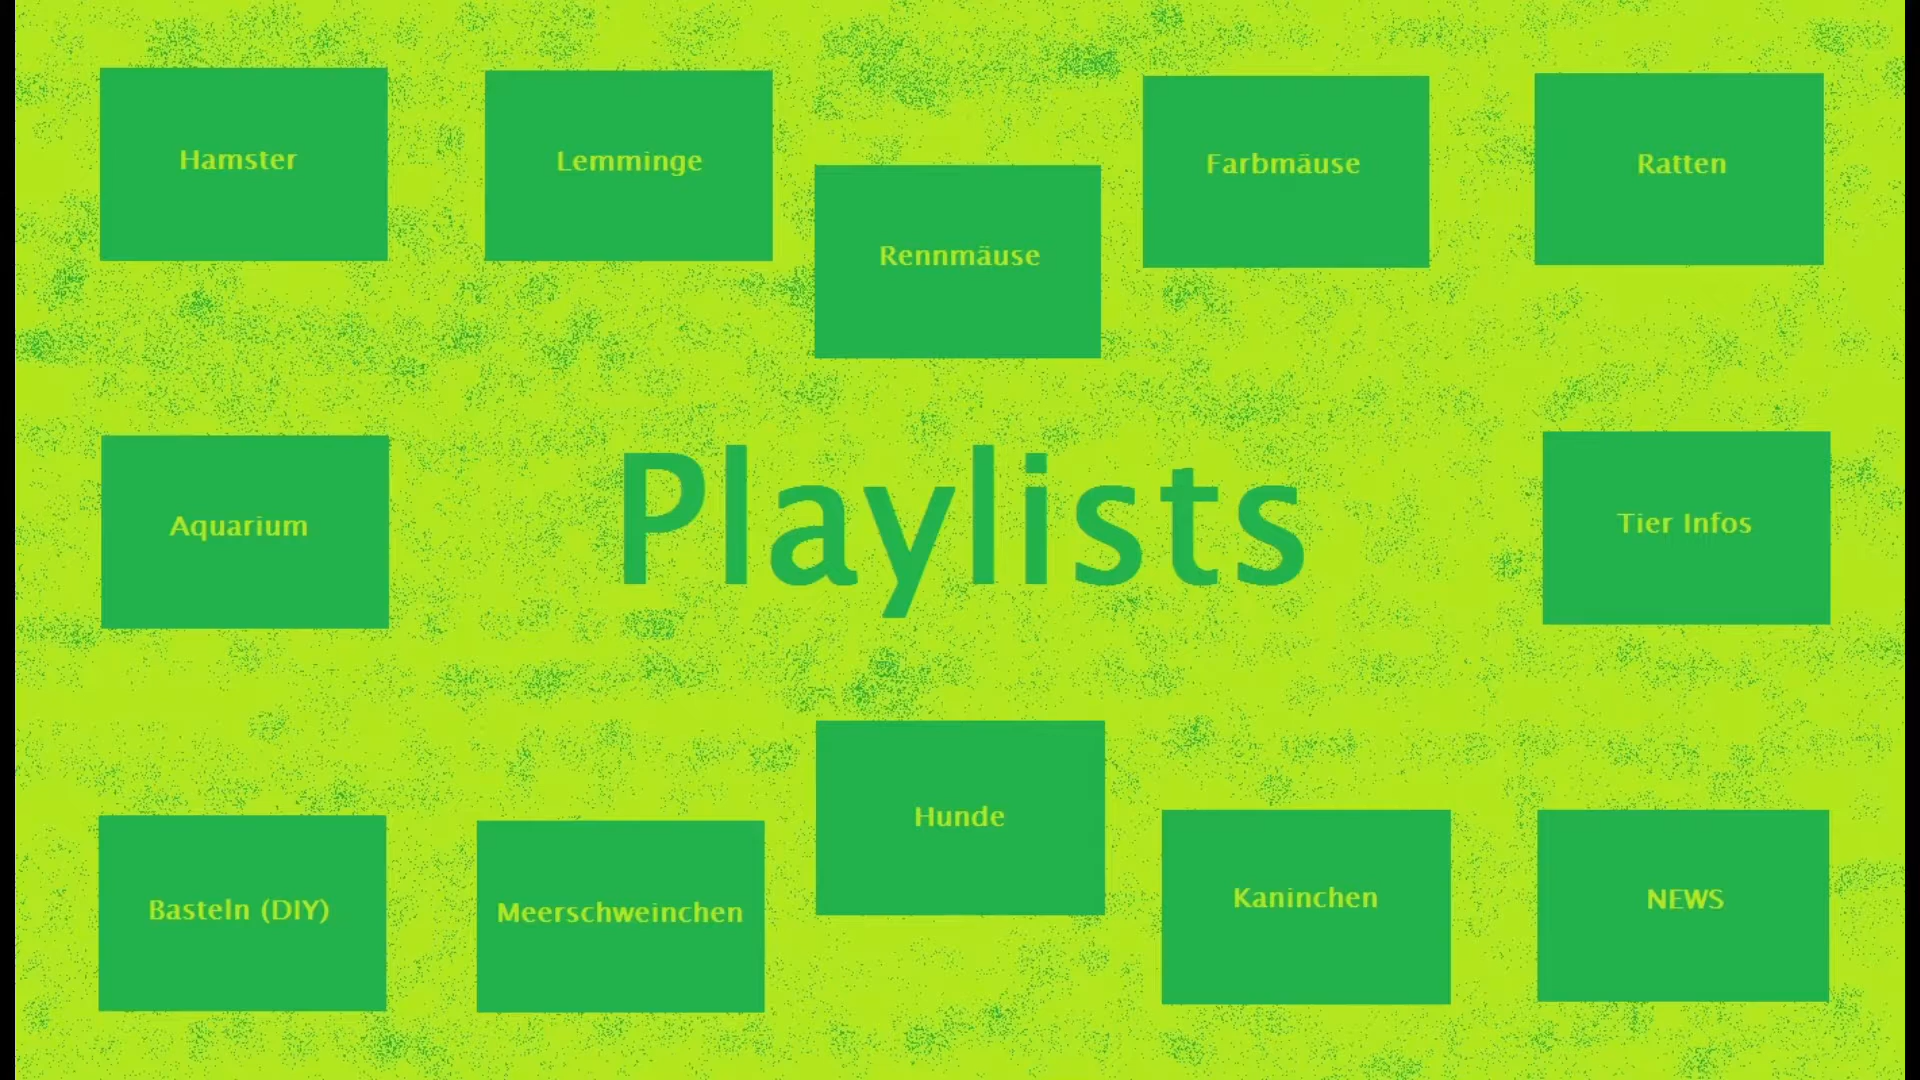 Hamster
Lemminge
Rennmäuse
Farbmäuse
Ratten
Aquarium
Playlists
Tier Infos
Basteln (DIY)
Meerschweinchen
Hunde
Kaninchen
NEWS